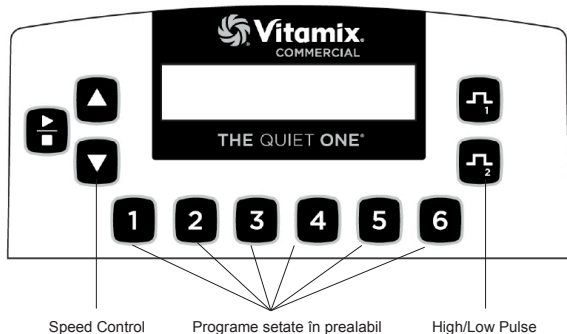 Vitamix.
COMMERCIAL
THE QUIET ONE®
1
2
1 2 3 4 5 6
Speed Control Programe setate în prealabil High/Low Pulse